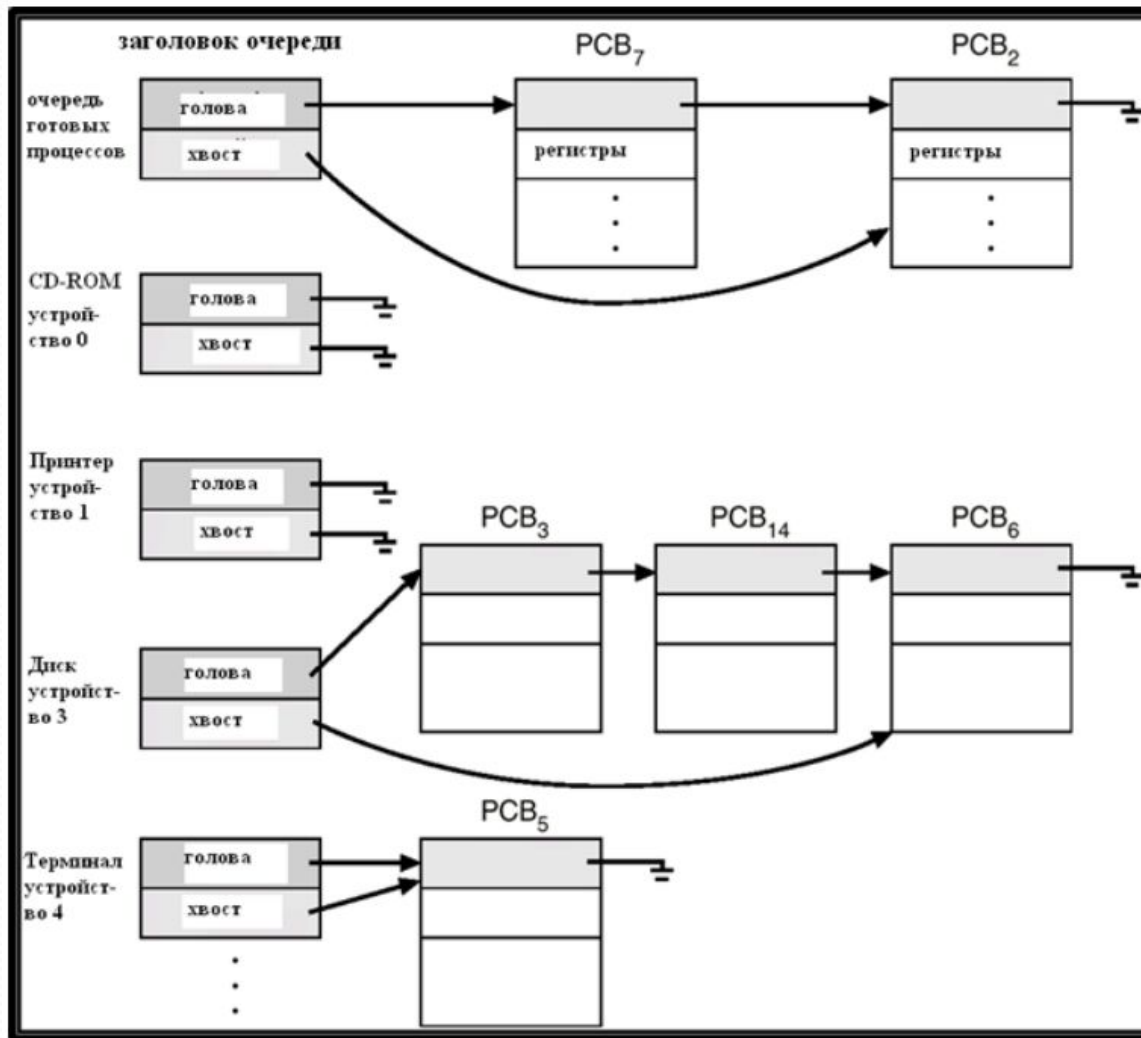 заголовок очереди
PCB7
PCB2
очередь
готовых
процессов
голова
хвост
регистры
регистры
CD-ROM
устрой-
ство 0
голова
хвост
Принтер
устрой-
ство 1
голова
хвост
PCB3
PCB14
PCB6
Диск
устройст-
во 3
голова
хвост
PCB5
Терминал
устройст-
во 4
голова
хвост